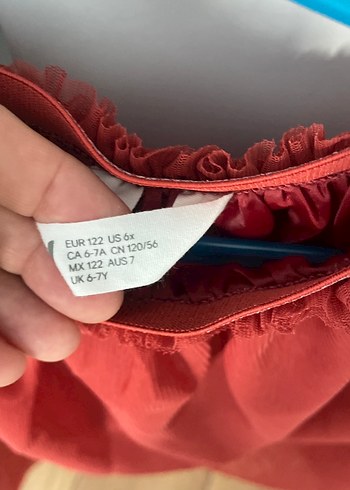 EUR 122 US 6x
CA 6-7A CN 120/56
MX 122 AUS 7
UK 6-7Y